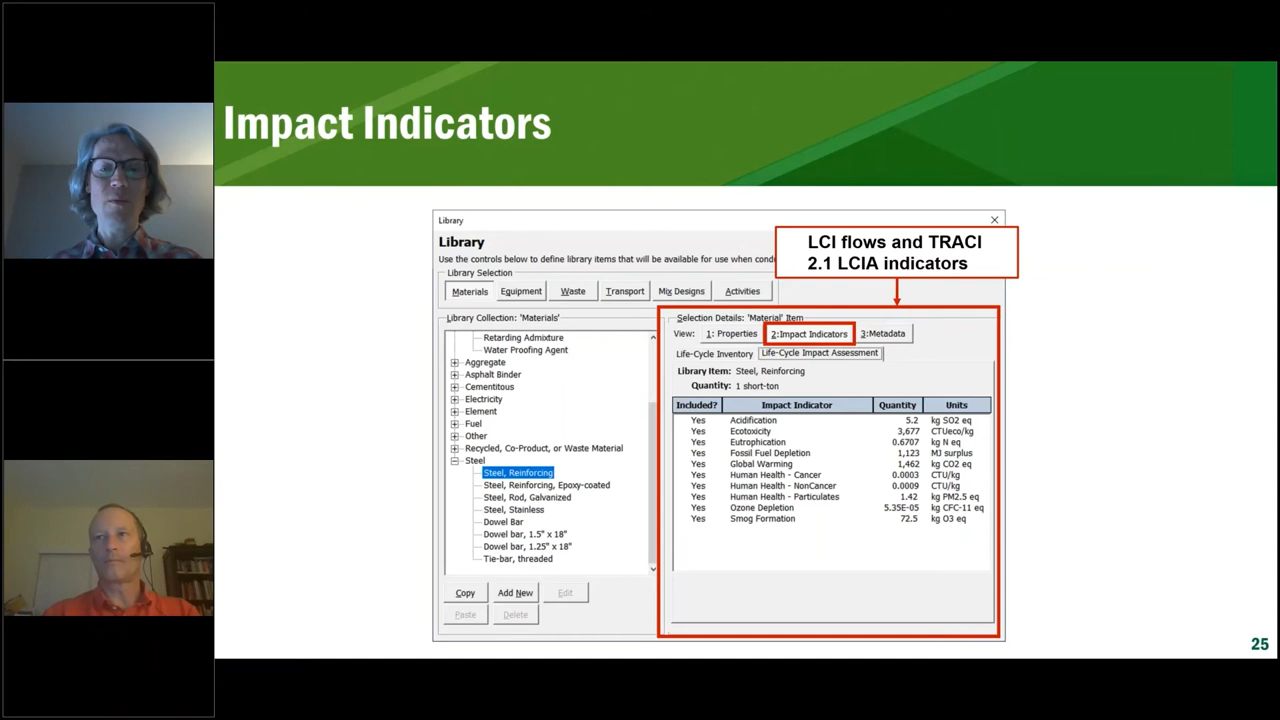 Impact Indicators
Library
Library
Use the controls below to define library items that will be available for use when cond
Library Selection
Materials Equipment Waste Transport Mix Designs Activities
LCI flows and TRACI
2.1 LCIA indicators
Library Collection: 'Materials'
Retarding Admixture
Water Proofing Agent
Aggregate
Asphalt Binder
Cementitous
Electricity
Element
Fuel
Other
Recycled, Co-Product, or Waste Material
Steel
Steel, Reinforcing
Steel, Reinforcing, Epoxy-coated
Steel, Rod, Galvanized
Steel, Stainless
Dowel Bar
Dowel bar, 1.5" x 18"
Dowel bar, 1.25" x 18"
Tie-bar, threaded
Copy Add New Edit
Paste Delete
Selection Details: 'Material' Item
View: 1: Properties 2:Impact Indicators 3:Metadata
Life-Cycle Inventory Life-Cycle Impact Assessment
Library Item: Steel, Reinforcing
Quantity: 1 short-ton
Included? Impact Indicator Quantity Units
Yes Acidification 5.2 kg SO2 eq
Yes Ecotoxicity 3,677 CTUeco/kg
Yes Eutrophication 0.6707 kg N eq
Yes Fossil Fuel Depletion 1,123 MJ surplus
Yes Global Warming 1,462 kg CO2 eq
Yes Human Health - Cancer 0.0003 CTU/kg
Yes Human Health - NonCancer 0.0009 CTU/kg
Yes Human Health - Particulates 1.42 kg PM2.5 eq
Yes Ozone Depletion 5.35E-05 kg CFC-11 eq
Yes Smog Formation 72.5 kg O3 eq
25